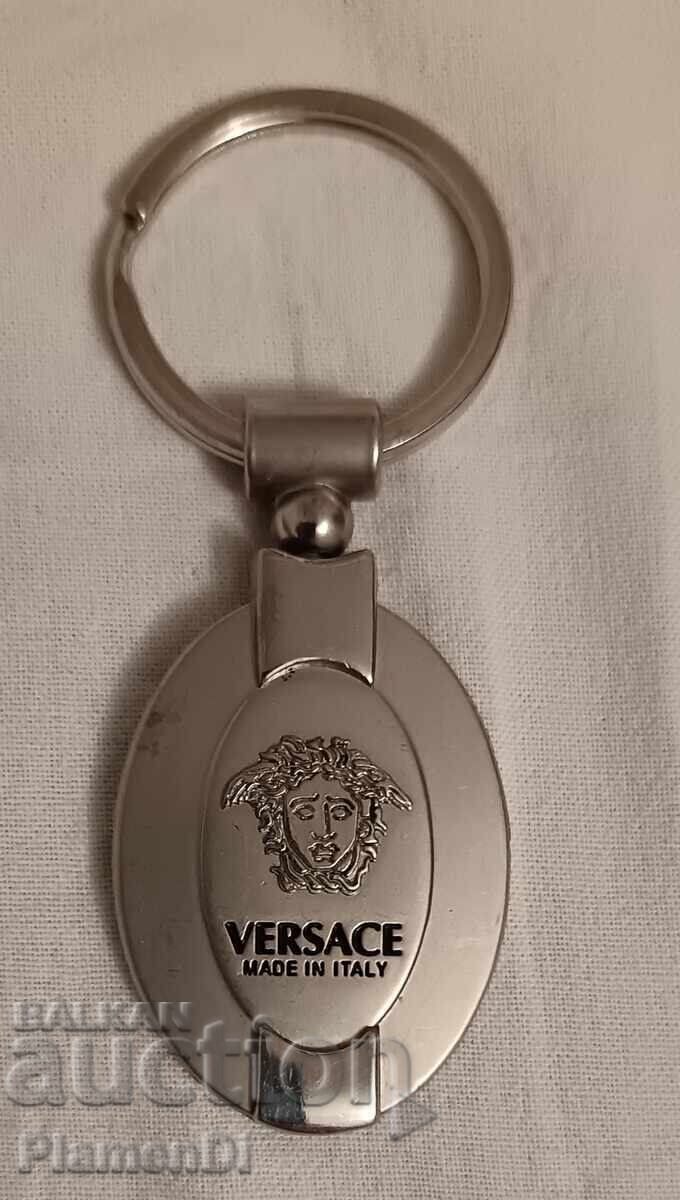 VERSACE
MADE IN ITALY
BALKAN
auction
PlamenDI